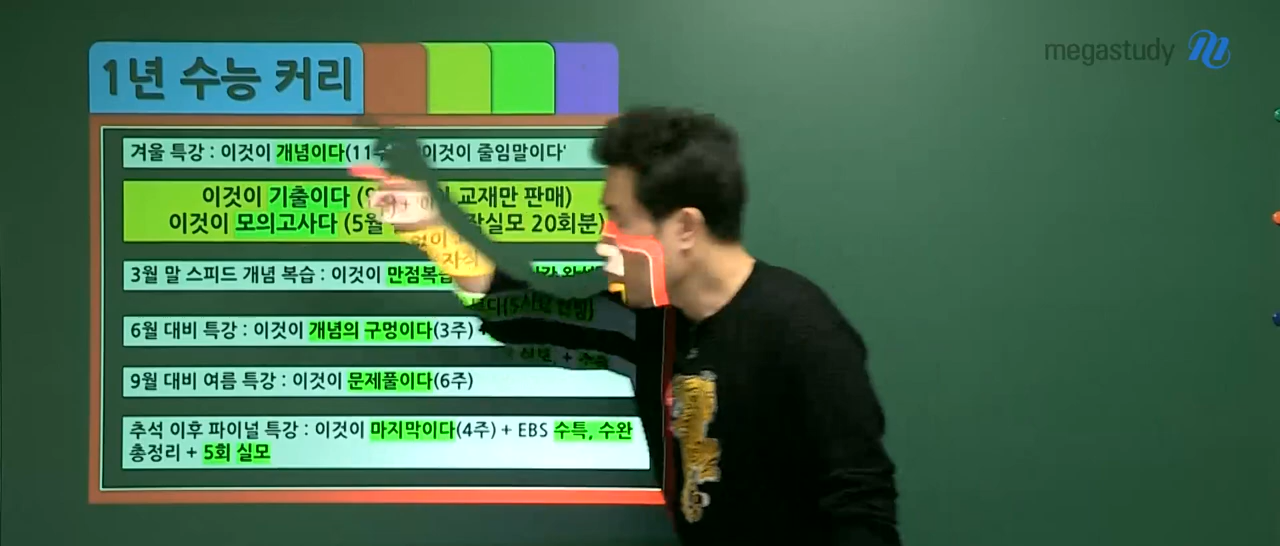 megastudy
1년 수능 커리
겨울 특강 : 이것이 개념이다(11 이것이 줄임말이다'
이것이 기출이다 ( 교재만 판매)
이것이 모의고사다 (5월 실모 20회분)
3월 말 스피드 개념 복습 : 이것이 만점복습
6월 대비 특강 : 이것이 개념의 구멍이다(3주)
9월 대비 여름 특강 : 이것이 문제풀이다(6주)
추석 이후 파이널 특강 : 이것이 마지막이다(4주) + EBS 수특, 수완
총정리 + 5회 실모